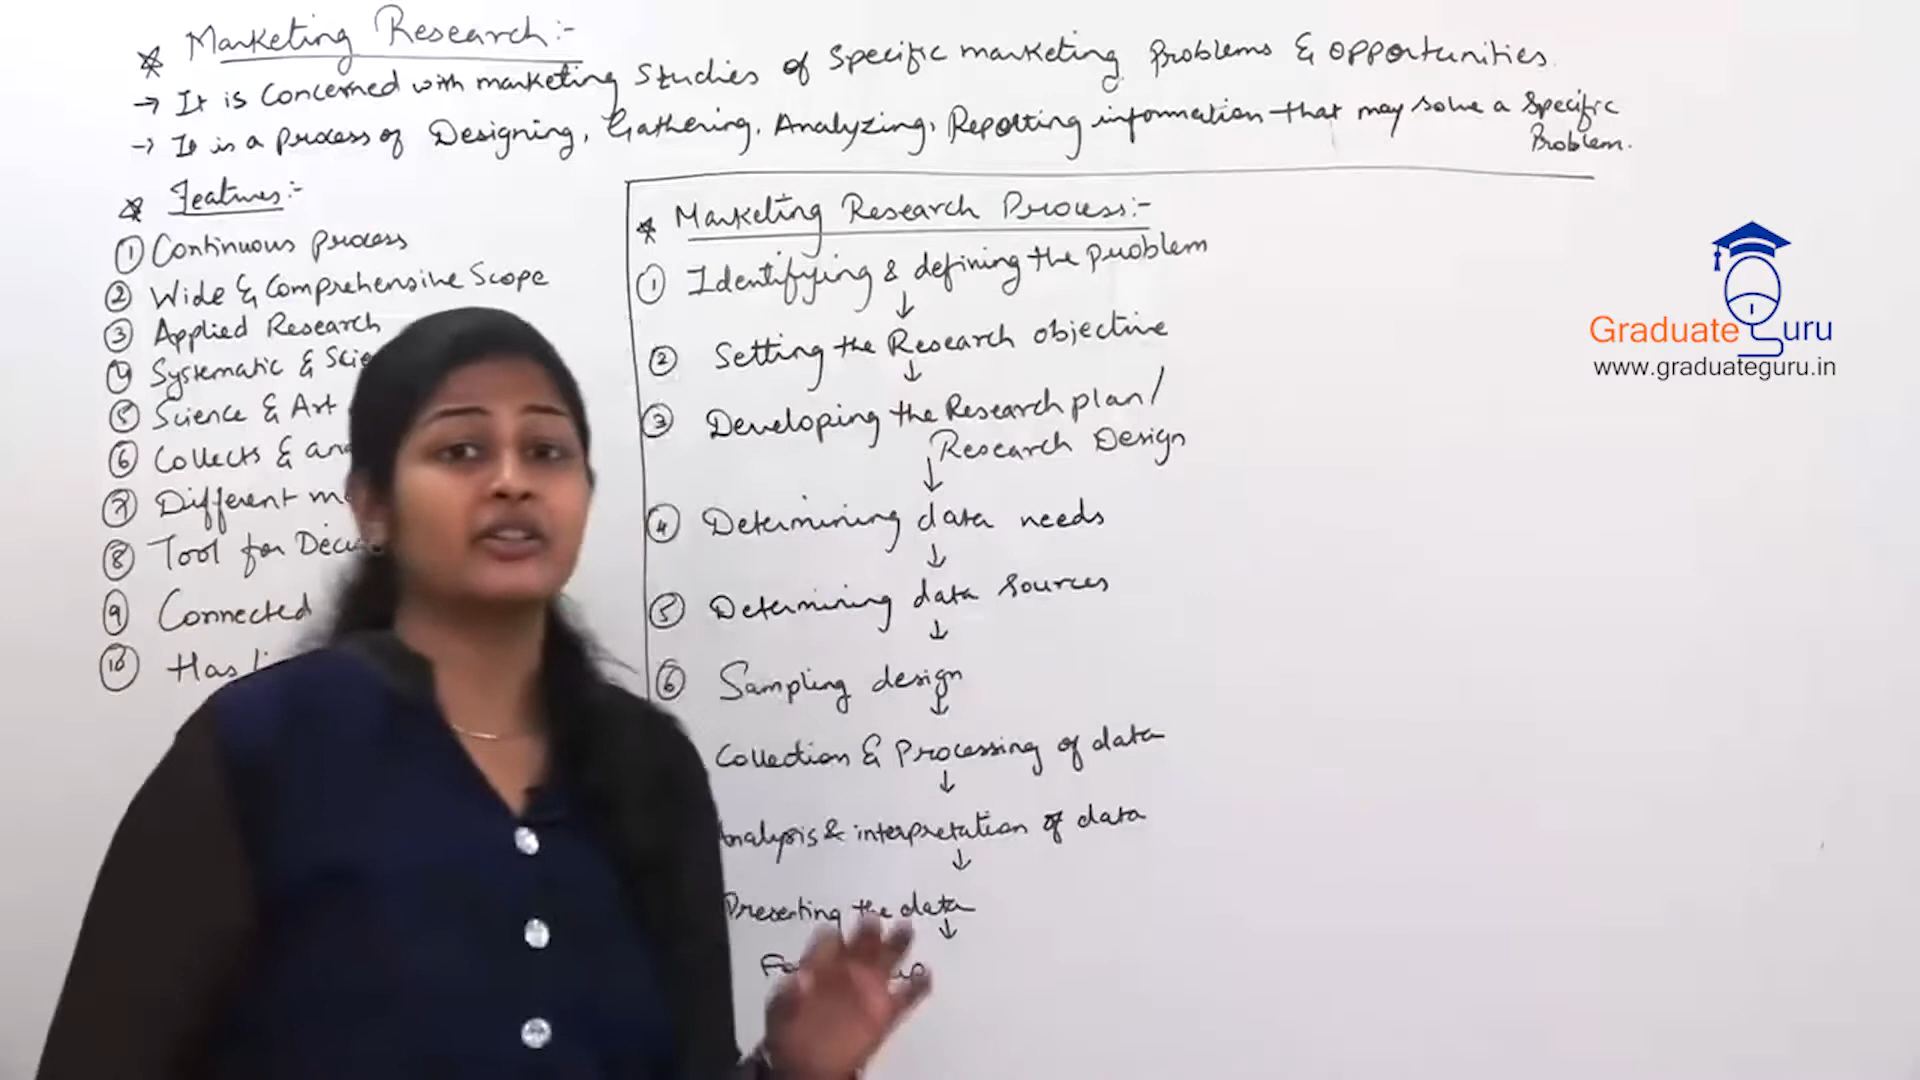 * Marketing Research:-
→ It is concerned with marketing studies of specific marketing problems & opportunities.
→ It is a process of Designing, Gathering, Analyzing, Reporting information that may solve a specific
Problem.
* Features:-
① Continuous process
② Wide & Comprehensive Scope
③ Applied Research
④ Systematic &
⑤ Science & Art
⑥ Collects &
⑦ Different
⑧ Tool for
⑨ Connected
⑩ Has
* Marketing Research Process:-
① Identifying & defining the problem
↓
② Setting the Research objective
↓
③ Developing the Research plan/
Research Design
↓
④ Determining data needs
↓
⑤ Determining data sources
↓
⑥ Sampling design
↓
Collection & Processing of data
↓
Analysis & interpretation of data
↓
Presenting the data
↓
Graduate Guru
www.graduateguru.in